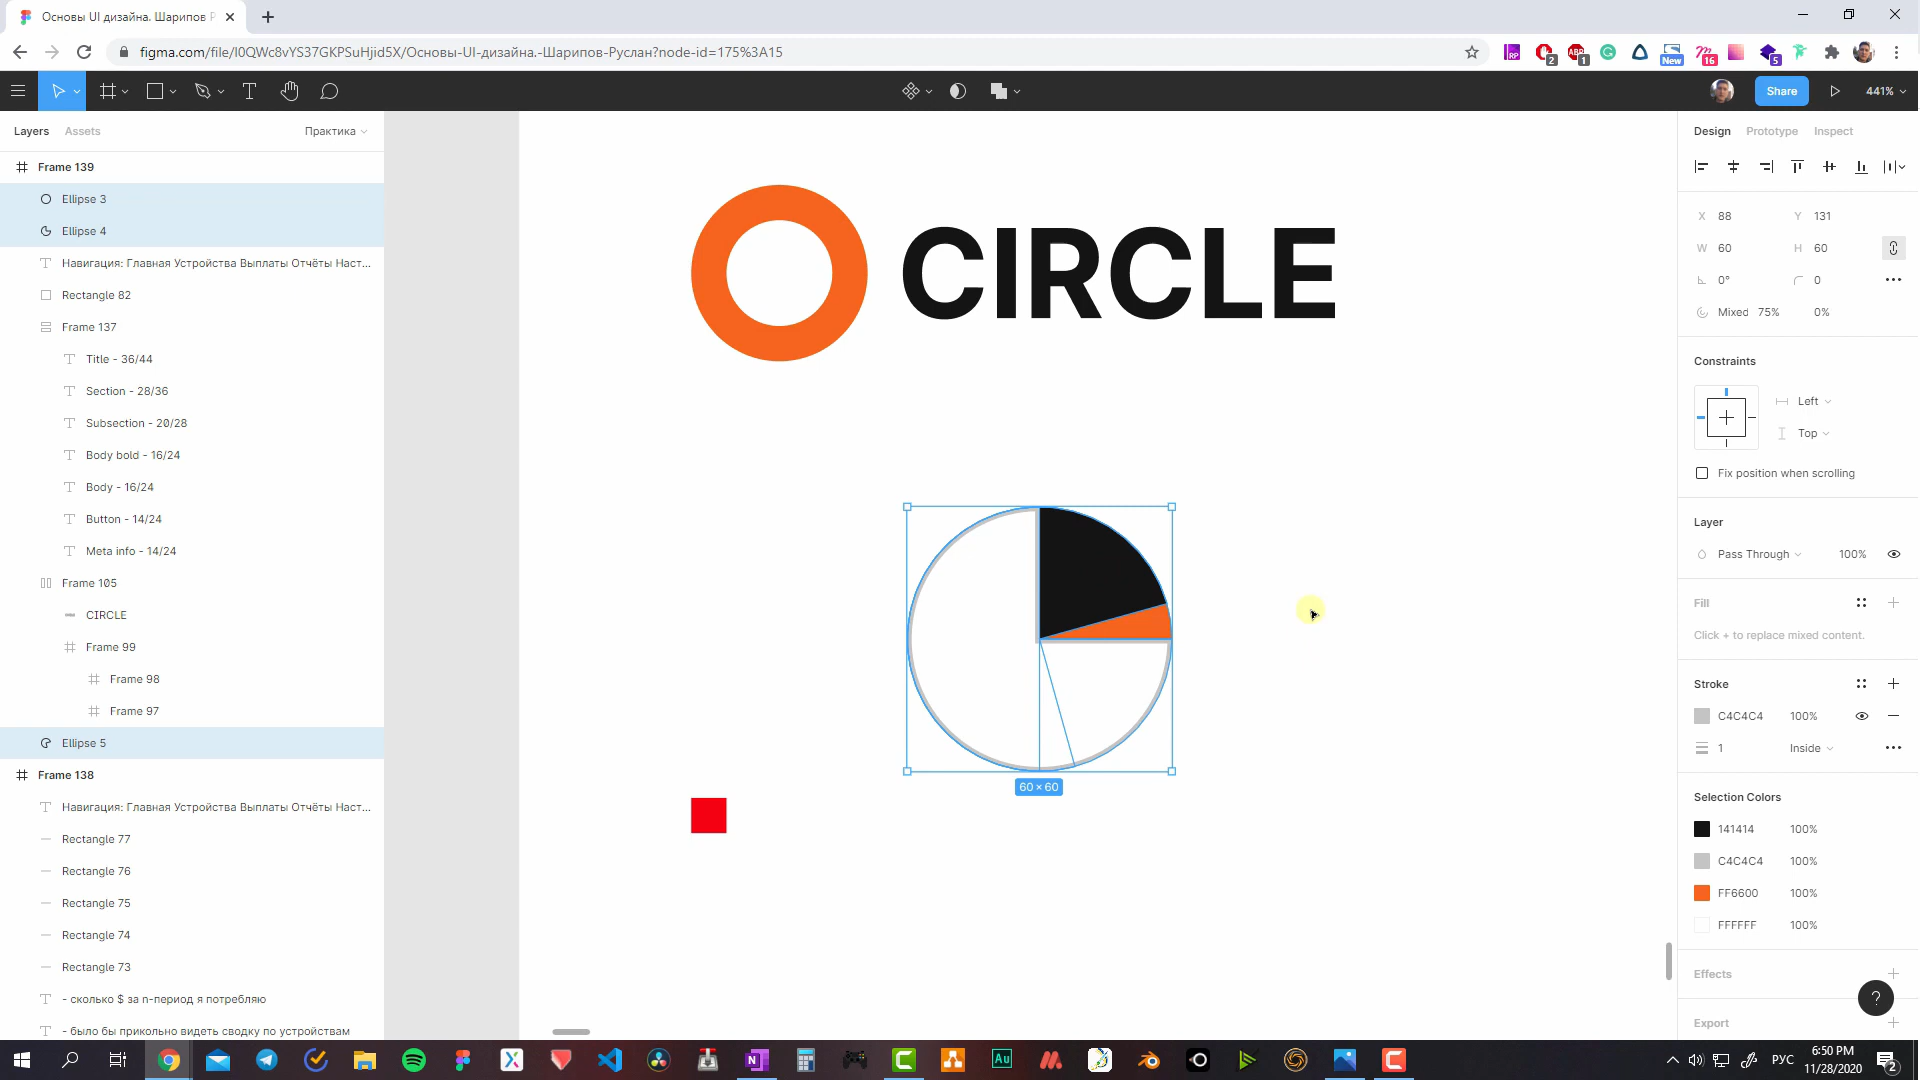 Основы UI дизайна. Шарипов Р
figma.com/file/I0QWc8vYS37GKPSuHjid5X/Основы-UI-дизайна.-Шарипов-Руслан?node-id=175%3A15
2
1
New
16
5
Share
441%
Layers
Assets
Практика
Design
Prototype
Inspect
Frame 139
Ellipse 3
Ellipse 4
Навигация: Главная Устройства Выплаты Отчёты Наст...
Rectangle 82
Frame 137
Title - 36/44
Section - 28/36
Subsection - 20/28
Body bold - 16/24
Body - 16/24
Button - 14/24
Meta info - 14/24
Frame 105
CIRCLE
Frame 99
Frame 98
Frame 97
Ellipse 5
Frame 138
Навигация: Главная Устройства Выплаты Отчёты Наст...
Rectangle 77
Rectangle 76
Rectangle 75
Rectangle 74
Rectangle 73
- сколько $ за n-период я потребляю
- было бы прикольно видеть сводку по устройствам
CIRCLE
60 × 60
X 88 Y 131
W 60 H 60
0° 0
Mixed 75% 0%
Constraints
Left
Top
Fix position when scrolling
Layer
Pass Through 100%
Fill
Click + to replace mixed content.
Stroke
C4C4C4 100%
1 Inside
Selection Colors
141414 100%
C4C4C4 100%
FF6600 100%
FFFFFF 100%
Effects
Export
?
Au
РУС
6:50 PM
11/28/2020
2